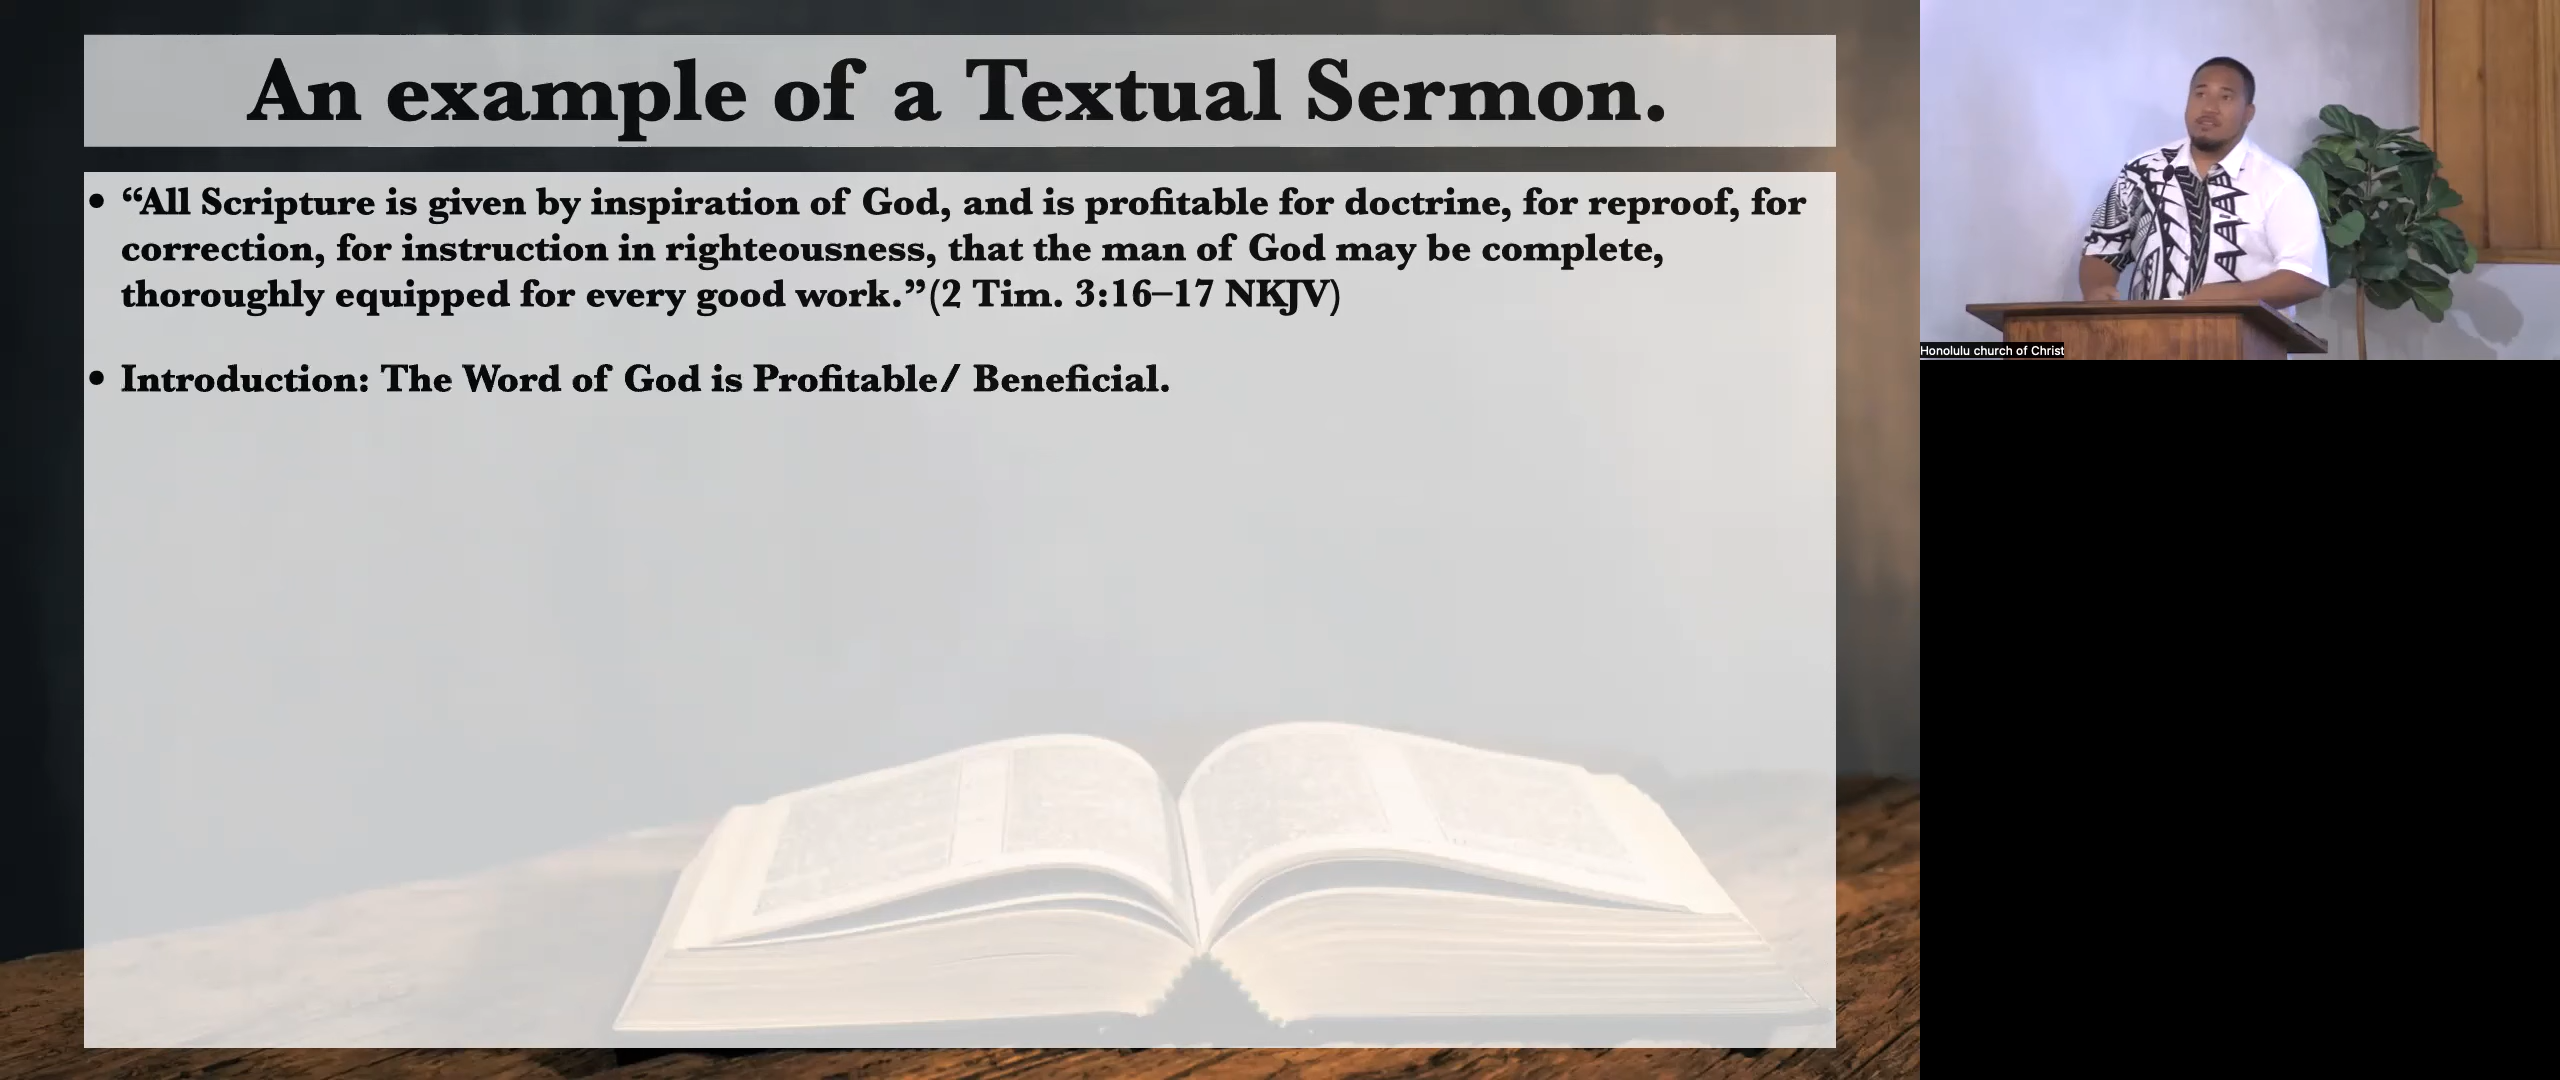 An example of a Textual Sermon.
• “All Scripture is given by inspiration of God, and is profitable for doctrine, for reproof, for
correction, for instruction in righteousness, that the man of God may be complete,
thoroughly equipped for every good work.”(2 Tim. 3:16–17 NKJV)
• Introduction: The Word of God is Profitable/ Beneficial.
Honolulu church of Christ